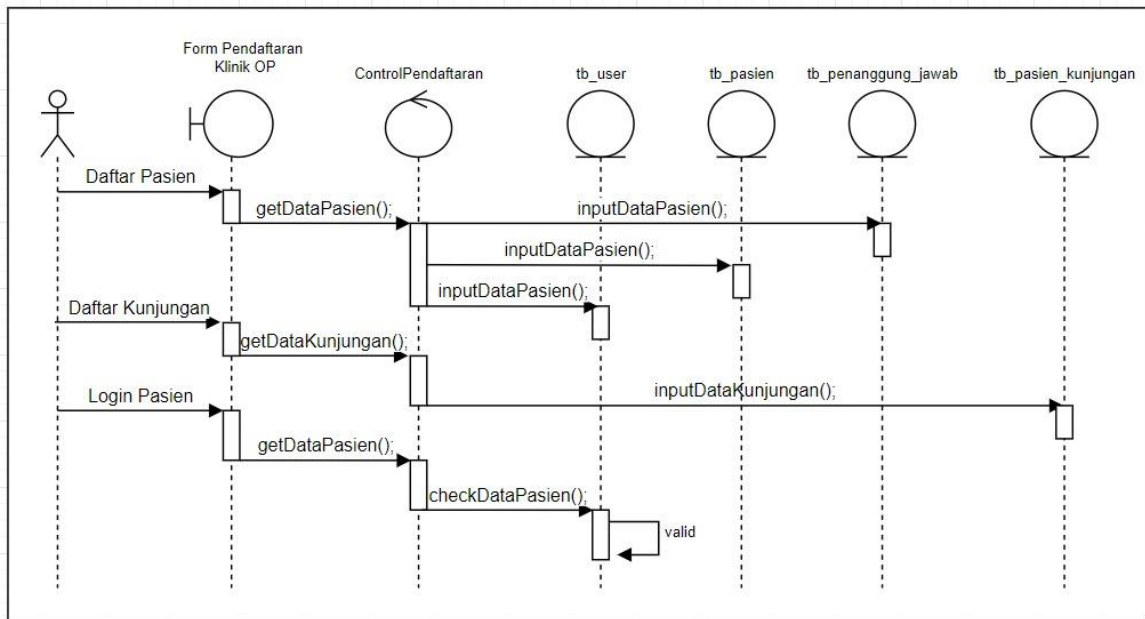 Form Pendaftaran
Klinik OP
ControlPendaftaran
tb_user
tb_pasien
tb_penanggung_jawab
tb_pasien_kunjungan
Daftar Pasien
getDataPasien();
inputDataPasien();
inputDataPasien();
inputDataPasien();
Daftar Kunjungan
getDataKunjungan();
Login Pasien
inputDataKunjungan();
getDataPasien();
checkDataPasien();
valid